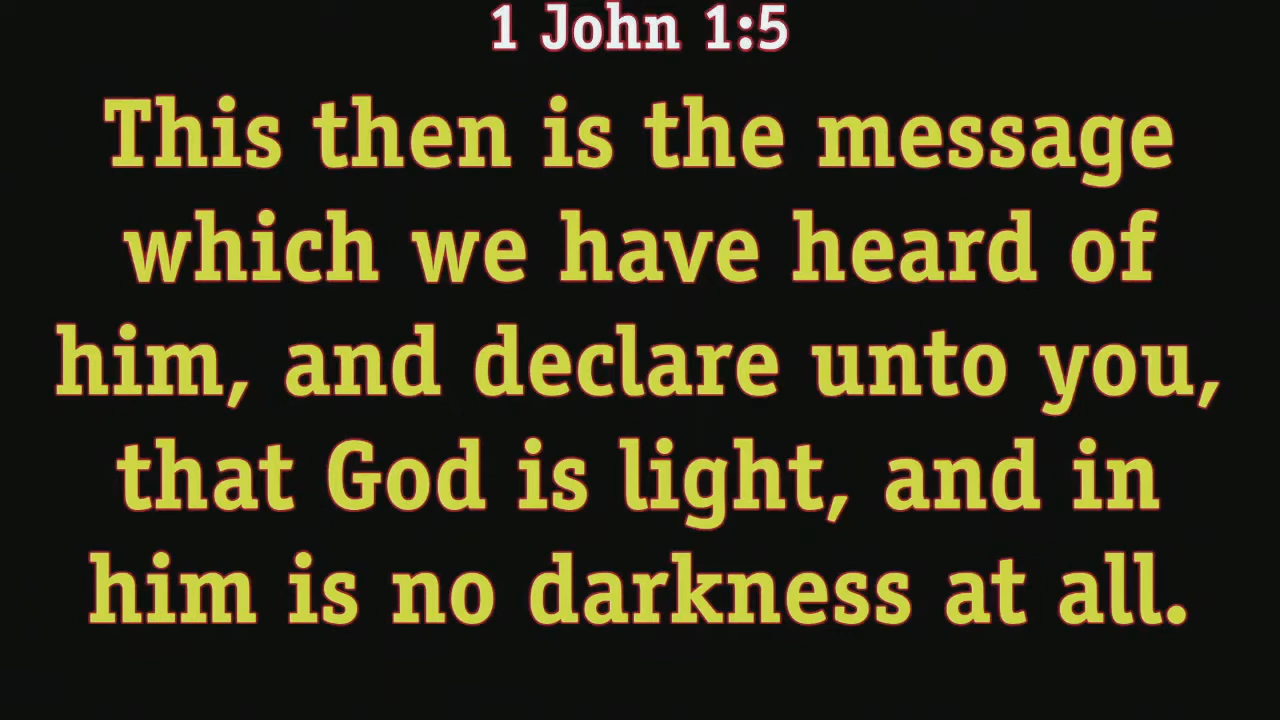 1 John 1:5
This then is the message
which we have heard of
him, and declare unto you,
that God is light, and in
him is no darkness at all.